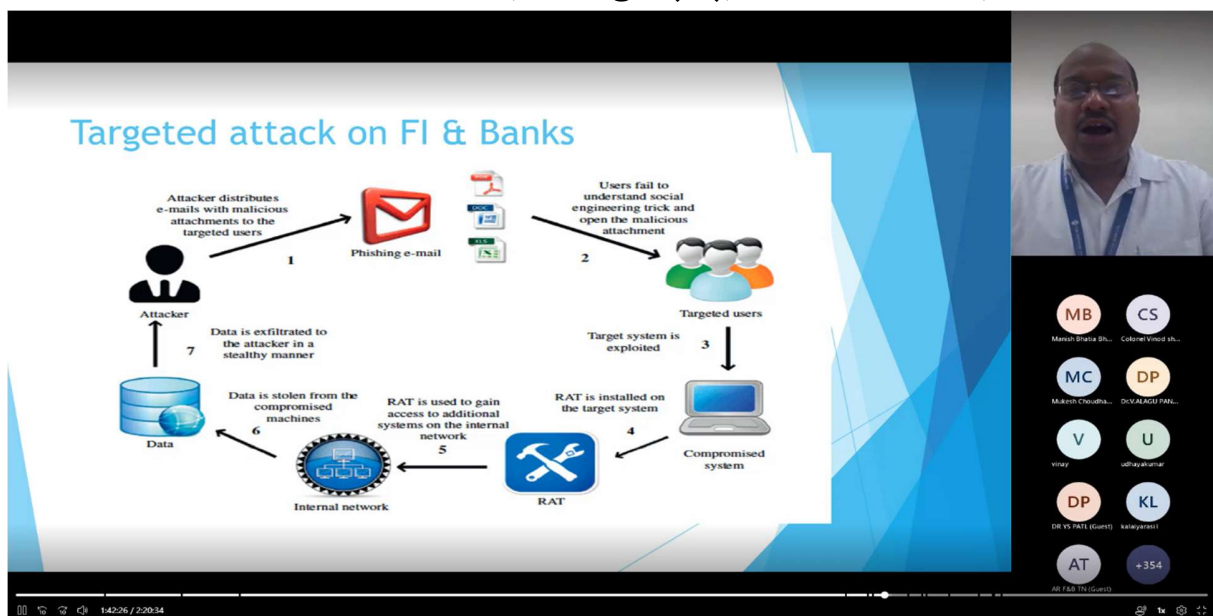 Targeted attack on FI & Banks
Attacker distributes
e-mails with malicious
attachments to the
targeted users
1
Phishing e-mail
DOC
XLS
Users fail to
understand social
engineering trick and
open the malicious
attachment
2
Attacker
Targeted users
7
Data is exfiltrated to
the attacker in a
stealthy manner
Target system is
exploited
3
Data is stolen from the
compromised
machines
6
RAT is used to gain
access to additional
systems on the internal
network
5
RAT is installed on
the target system
4
Data
Compromised
system
Internal network
RAT
MB
CS
Manish Bhatia Bh...
Colonel Vinod sh...
MC
DP
Mukesh Choudha...
Dr.V.ALAGU PAN...
V
U
vinay
udhayakumar
DP
KL
DR YS PATIL (Guest)
kalaiyarasi l
AT
+354
AR F&B TN (Guest)
10
10
1:42:26 / 2:20:34
1x